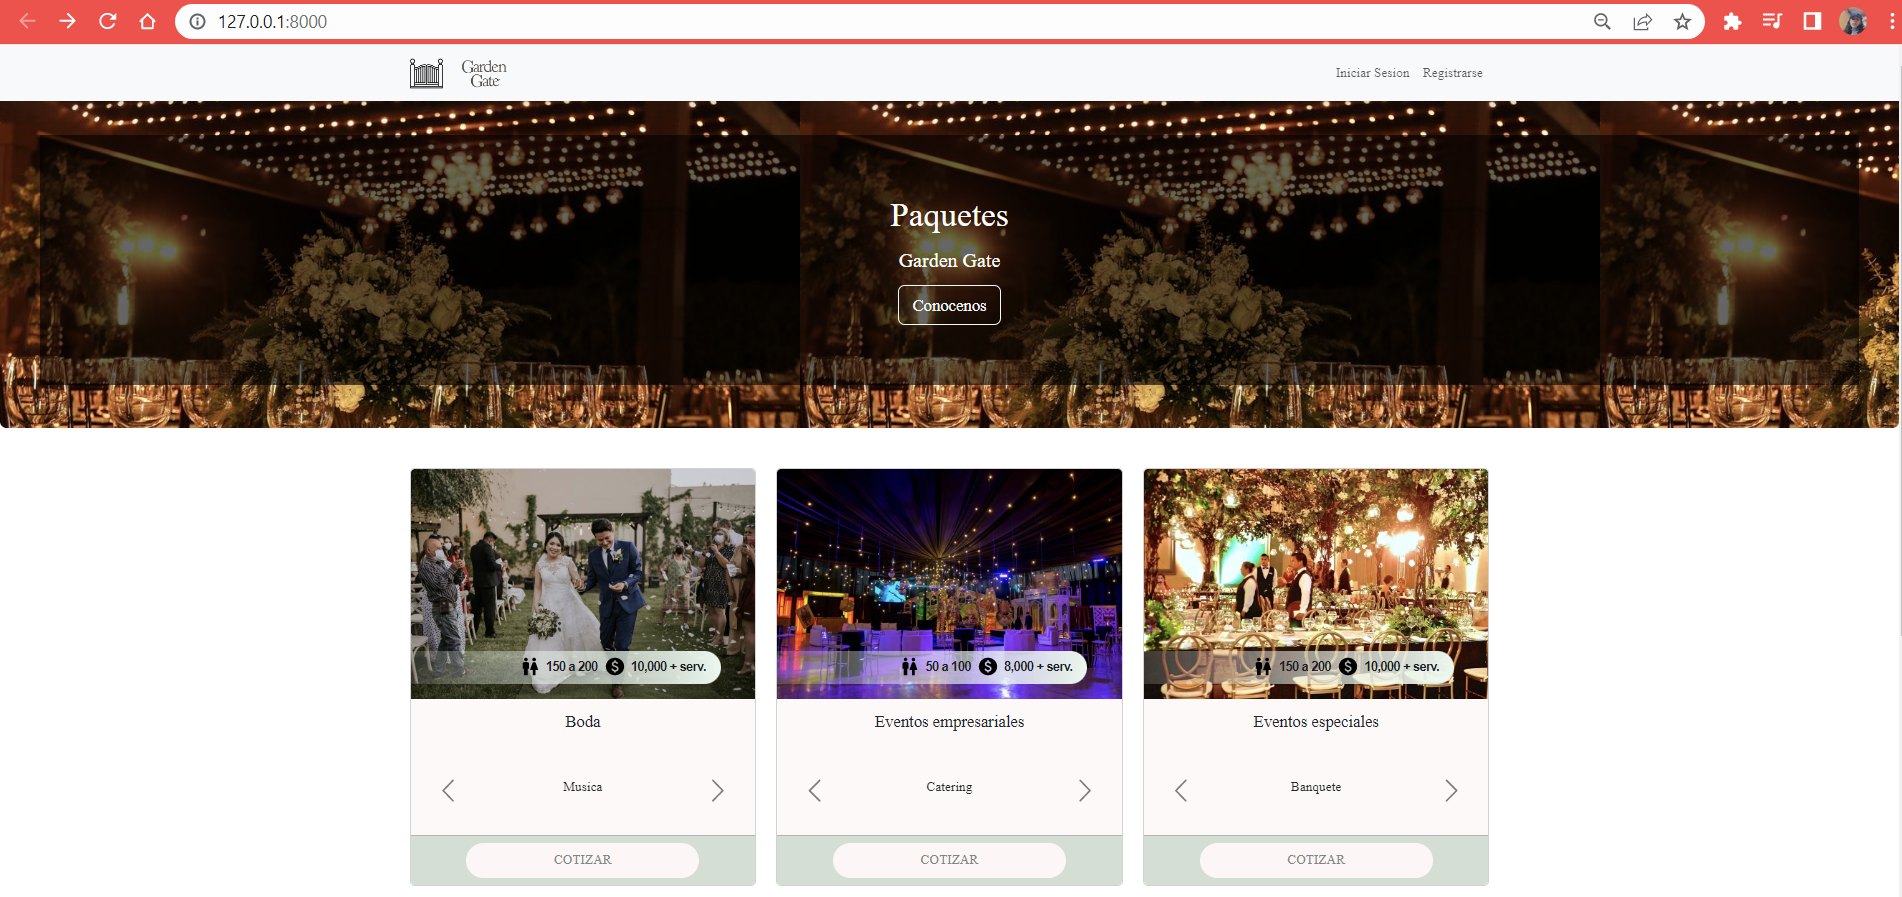 127.0.0.1:8000
Garden
Gate
Iniciar Sesion Registrarse
Paquetes
Garden Gate
Conocenos
150 a 200 $ 10,000 + serv.
50 a 100 $ 8,000 + serv.
150 a 200 $ 10,000 + serv.
Boda
Eventos empresariales
Eventos especiales
Musica
Catering
Banquete
COTIZAR
COTIZAR
COTIZAR